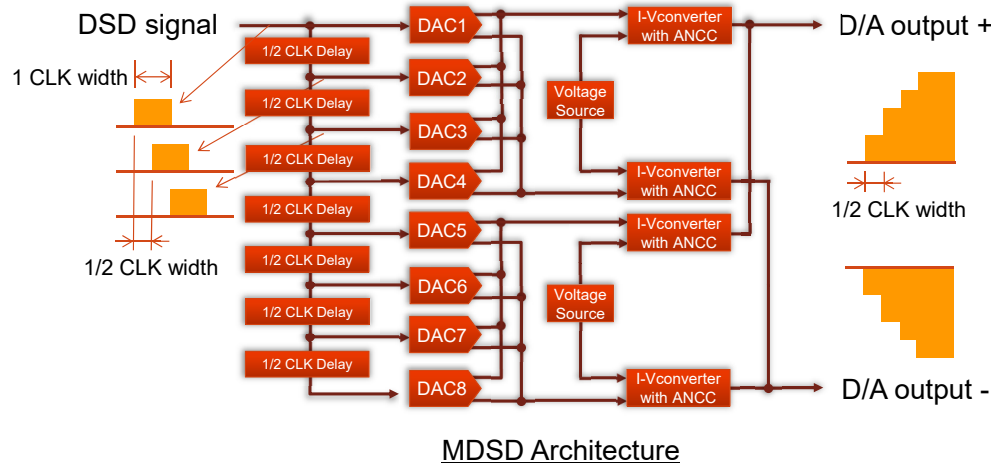 DSD signal
1 CLK width
1/2 CLK width
1/2 CLK Delay
1/2 CLK Delay
1/2 CLK Delay
1/2 CLK Delay
1/2 CLK Delay
1/2 CLK Delay
1/2 CLK Delay
DAC1
DAC2
DAC3
DAC4
DAC5
DAC6
DAC7
DAC8
I-Vconverter
with ANCC
Voltage
Source
I-Vconverter
with ANCC
I-Vconverter
with ANCC
Voltage
Source
I-Vconverter
with ANCC
D/A output +
1/2 CLK width
D/A output -
MDSD Architecture